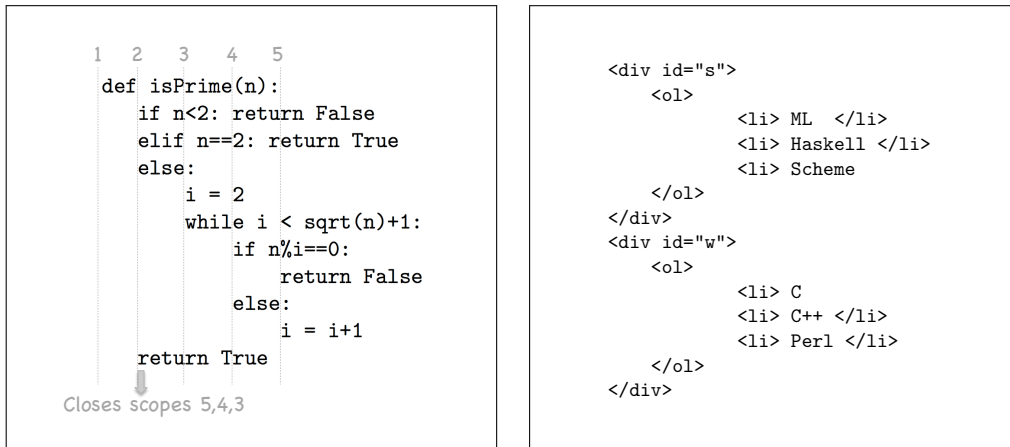 1 2 3 4 5
def isPrime(n):
if n<2: return False
elif n==2: return True
else:
i = 2
while i < sqrt(n)+1:
if n%i==0:
return False
else:
i = i+1
return True
Closes scopes 5,4,3
<div id="s">
<ol>
<li> ML  </li>
<li> Haskell </li>
<li> Scheme
</ol>
</div>
<div id="w">
<ol>
<li> C
<li> C++ </li>
<li> Perl </li>
</ol>
</div>